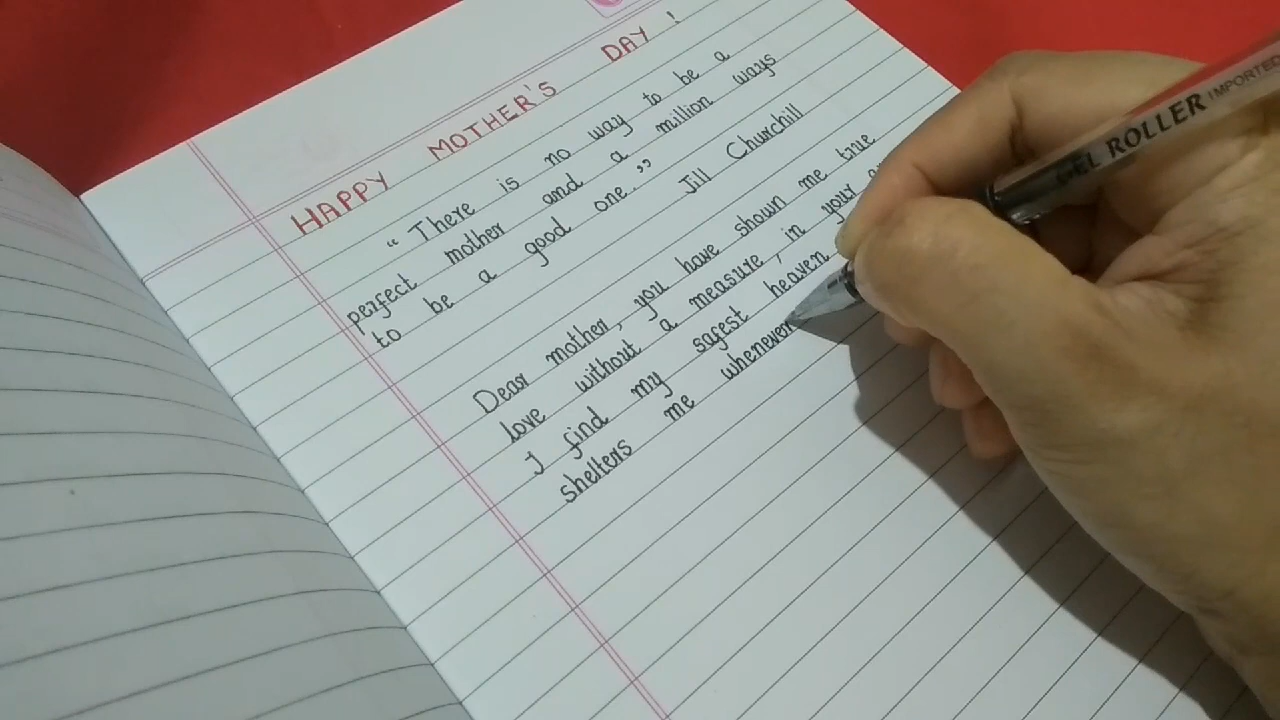 HAPPY MOTHER'S DAY !
“ There is no way to be a
perfect mother and a million ways
to be a good one.”
Jill Churchill
Dear mother, you have shown me true
love without a measure, in your
I find my safest heaven
shelters me whenever
GEL ROLLER IMPORTED